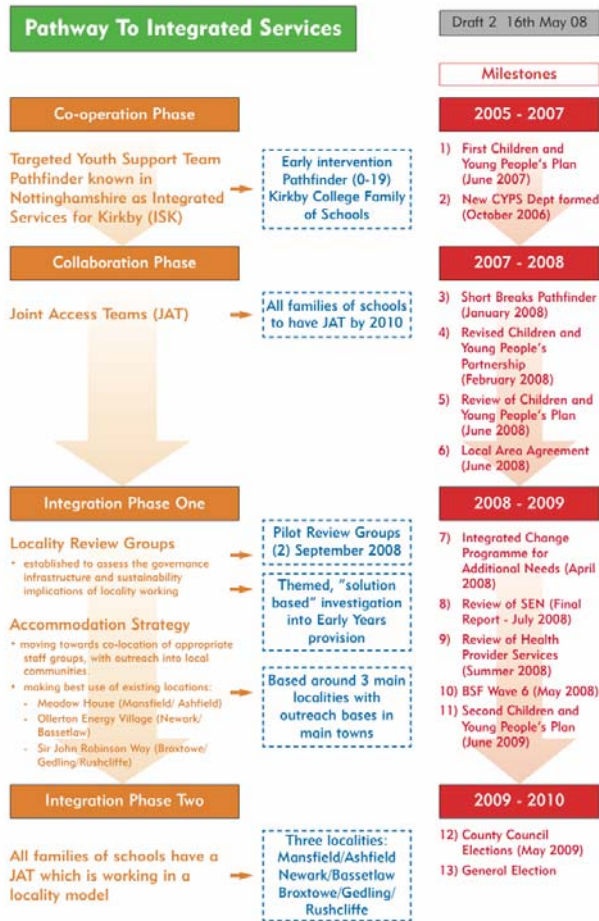 Pathway To Integrated Services
Draft 2 16th May 08
Milestones
Co-operation Phase
Targeted Youth Support Team
Pathfinder known in
Nottinghamshire as Integrated
Services for Kirkby (ISK)
Early intervention
Pathfinder (0-19)
Kirkby College Family
of Schools
2005 - 2007
1) First Children and
Young People's Plan
(June 2007)
2) New CYPS Dept formed
(October 2006)
Collaboration Phase
Joint Access Teams (JAT)
All families of schools
to have JAT by 2010
2007 - 2008
3) Short Breaks Pathfinder
(January 2008)
4) Revised Children and
Young People's
Partnership
(February 2008)
5) Review of Children and
Young People's Plan
(June 2008)
6) Local Area Agreement
(June 2008)
Integration Phase One
Locality Review Groups
• established to assess the governance
infrastructure and sustainability
implications of locality working
Pilot Review Groups
(2) September 2008
Themed, "solution
based" investigation
into Early Years
provision
Accommodation Strategy
• moving towards co-location of appropriate
staff groups, with outreach into local
communities.
• making best use of existing locations:
- Meadow House (Mansfield/ Ashfield)
- Ollerton Energy Village (Newark/
Bassetlaw)
- Sir John Robinson Way (Broxtowe/
Gedling/Rushcliffe)
Based around 3 main
localities with
outreach bases in
main towns
2008 - 2009
7) Integrated Change
Programme for
Additional Needs (April
2008)
8) Review of SEN (Final
Report - July 2008)
9) Review of Health
Provider Services
(Summer 2008)
10) BSF Wave 6 (May 2008)
11) Second Children and
Young People's Plan
(June 2009)
Integration Phase Two
All families of schools have a
JAT which is working in a
locality model
Three localities:
Mansfield/Ashfield
Newark/Bassetlaw
Broxtowe/Gedling/
Rushcliffe
2009 - 2010
12) County Council
Elections (May 2009)
13) General Election